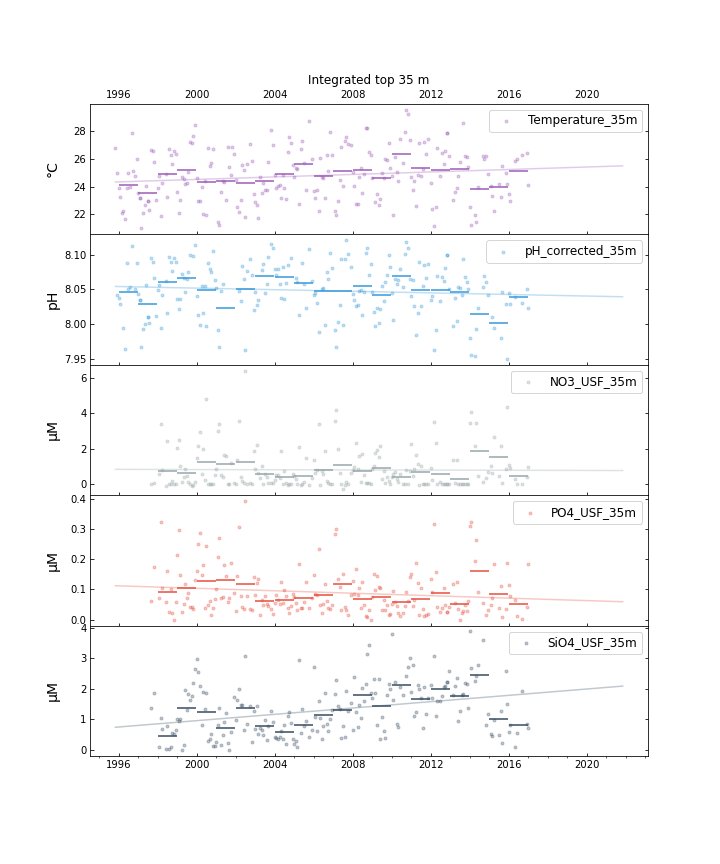 Integrated top 35 m
1996 2000 2004 2008 2012 2016 2020
Temperature_35m
28
26
24
22
°C
pH_corrected_35m
8.10
8.05
8.00
7.95
pH
NO3_USF_35m
6
4
2
0
µM
PO4_USF_35m
0.4
0.3
0.2
0.1
0.0
µM
SiO4_USF_35m
4
3
2
1
0
µM
1996 2000 2004 2008 2012 2016 2020